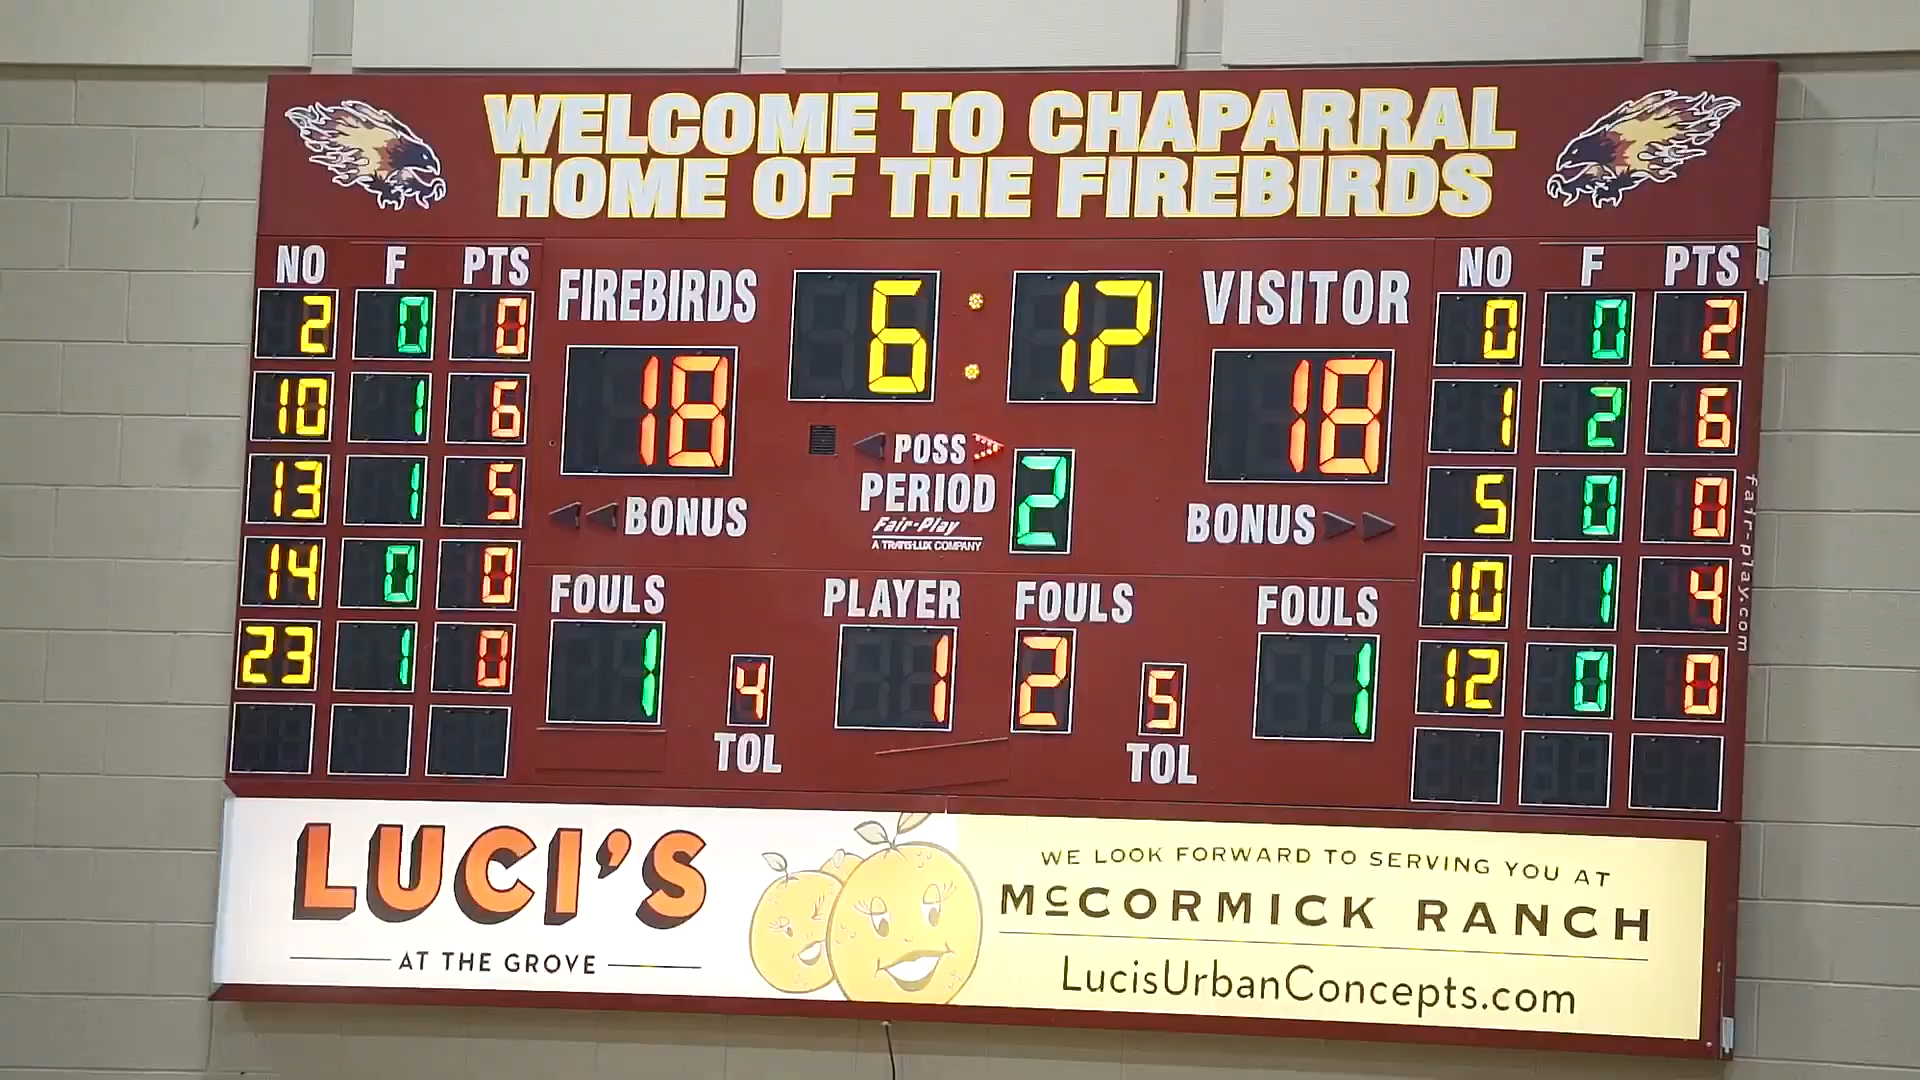 WELCOME TO CHAPARRAL
HOME OF THE FIREBIRDS
NO F PTS
2 0 0
10 1 6
13 1 5
14 0 0
23 1 0
FIREBIRDS
18
BONUS
6:12
POSS
PERIOD 2
Fair-Play
A TRANS-LUX COMPANY
VISITOR
18
BONUS
FOULS
1
4
TOL
PLAYER FOULS
1 2
5
TOL
FOULS
1
NO F PTS
0 0 2
1 2 6
5 0 0
10 1 4
12 0 0
fair-play.com
LUCI'S
AT THE GROVE
WE LOOK FORWARD TO SERVING YOU AT
McCORMICK RANCH
LucisUrbanConcepts.com